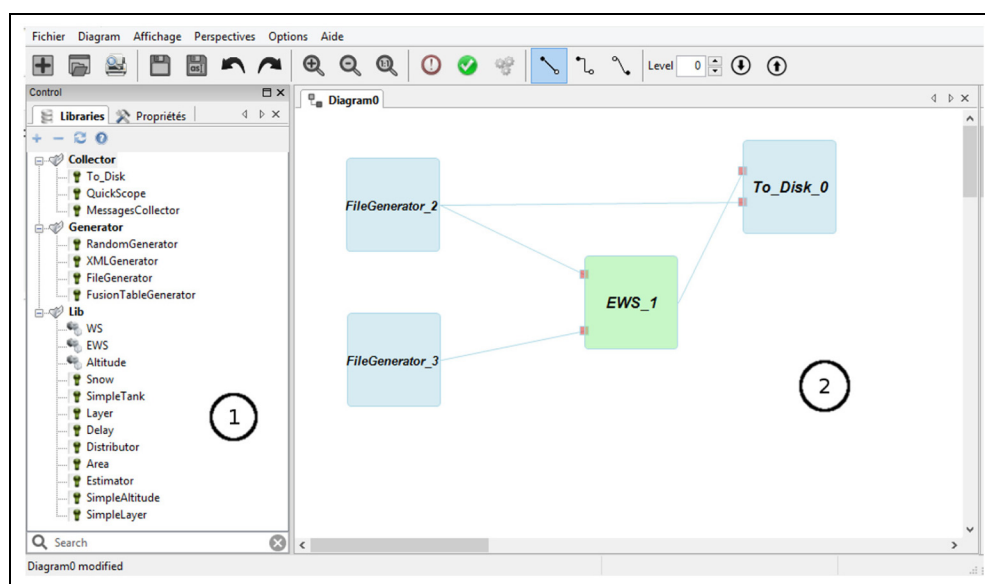 Fichier Diagram Affichage Perspectives Options Aide
Level 0
Control
Libraries Propriétés
Diagram0
Collector
To_Disk
QuickScope
MessagesCollector
Generator
RandomGenerator
XMLGenerator
FileGenerator
FusionTableGenerator
Lib
WS
EWS
Altitude
Snow
SimpleTank
Layer
Delay
Distributor
Area
Estimator
SimpleAltitude
SimpleLayer
1
Search
FileGenerator_2
To_Disk_0
EWS_1
FileGenerator_3
2
Diagram0 modified